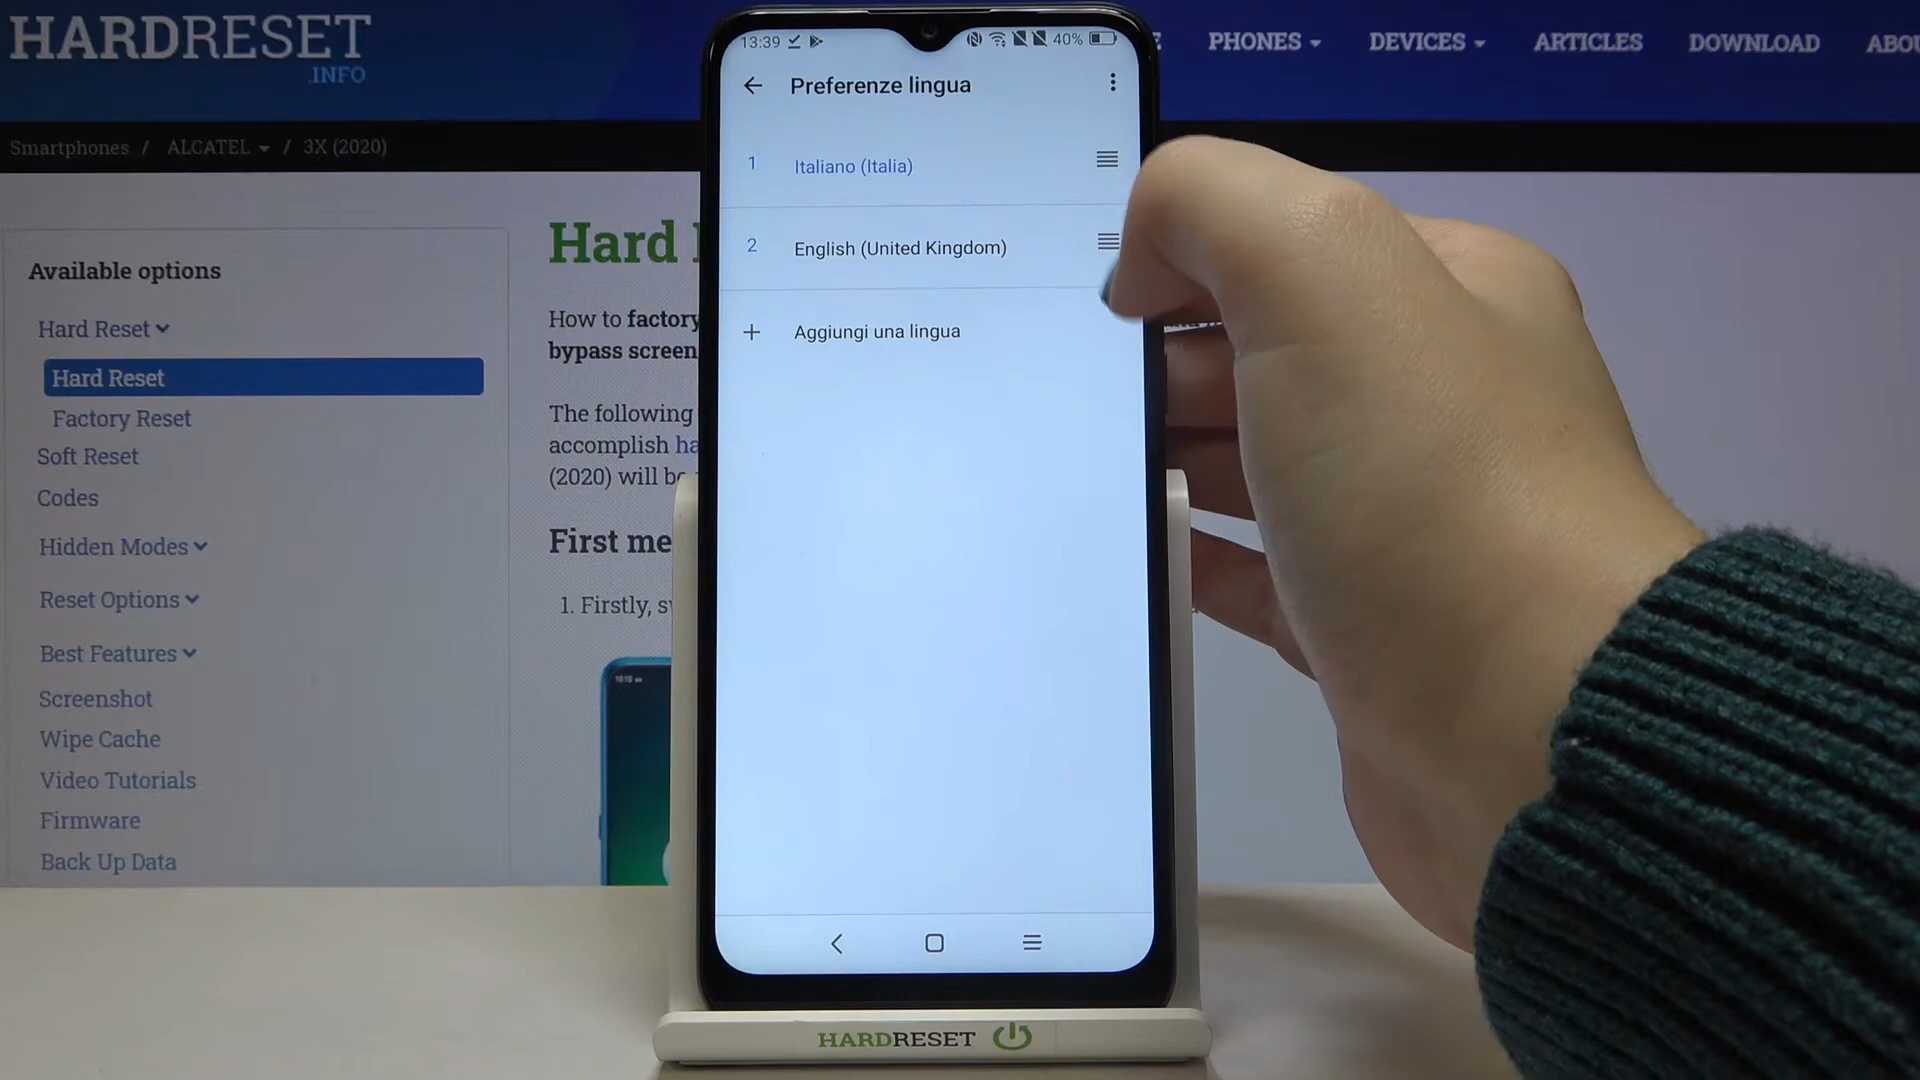 HARDRESET
.INFO
PHONES
DEVICES
ARTICLES
DOWNLOAD
Smartphones / ALCATEL / 3X (2020)
Available options
Hard Reset
Hard Reset
Factory Reset
Soft Reset
Codes
Hidden Modes
Reset Options
Best Features
Screenshot
Wipe Cache
Video Tutorials
Firmware
Back Up Data
Hard
How to factory
bypass screen
The following
accomplish
(2020) will
First
1. Firstly,
13:39
40%
Preferenze lingua
1 Italiano (Italia)
2 English (United Kingdom)
+ Aggiungi una lingua
HARDRESET